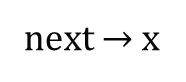 next → x